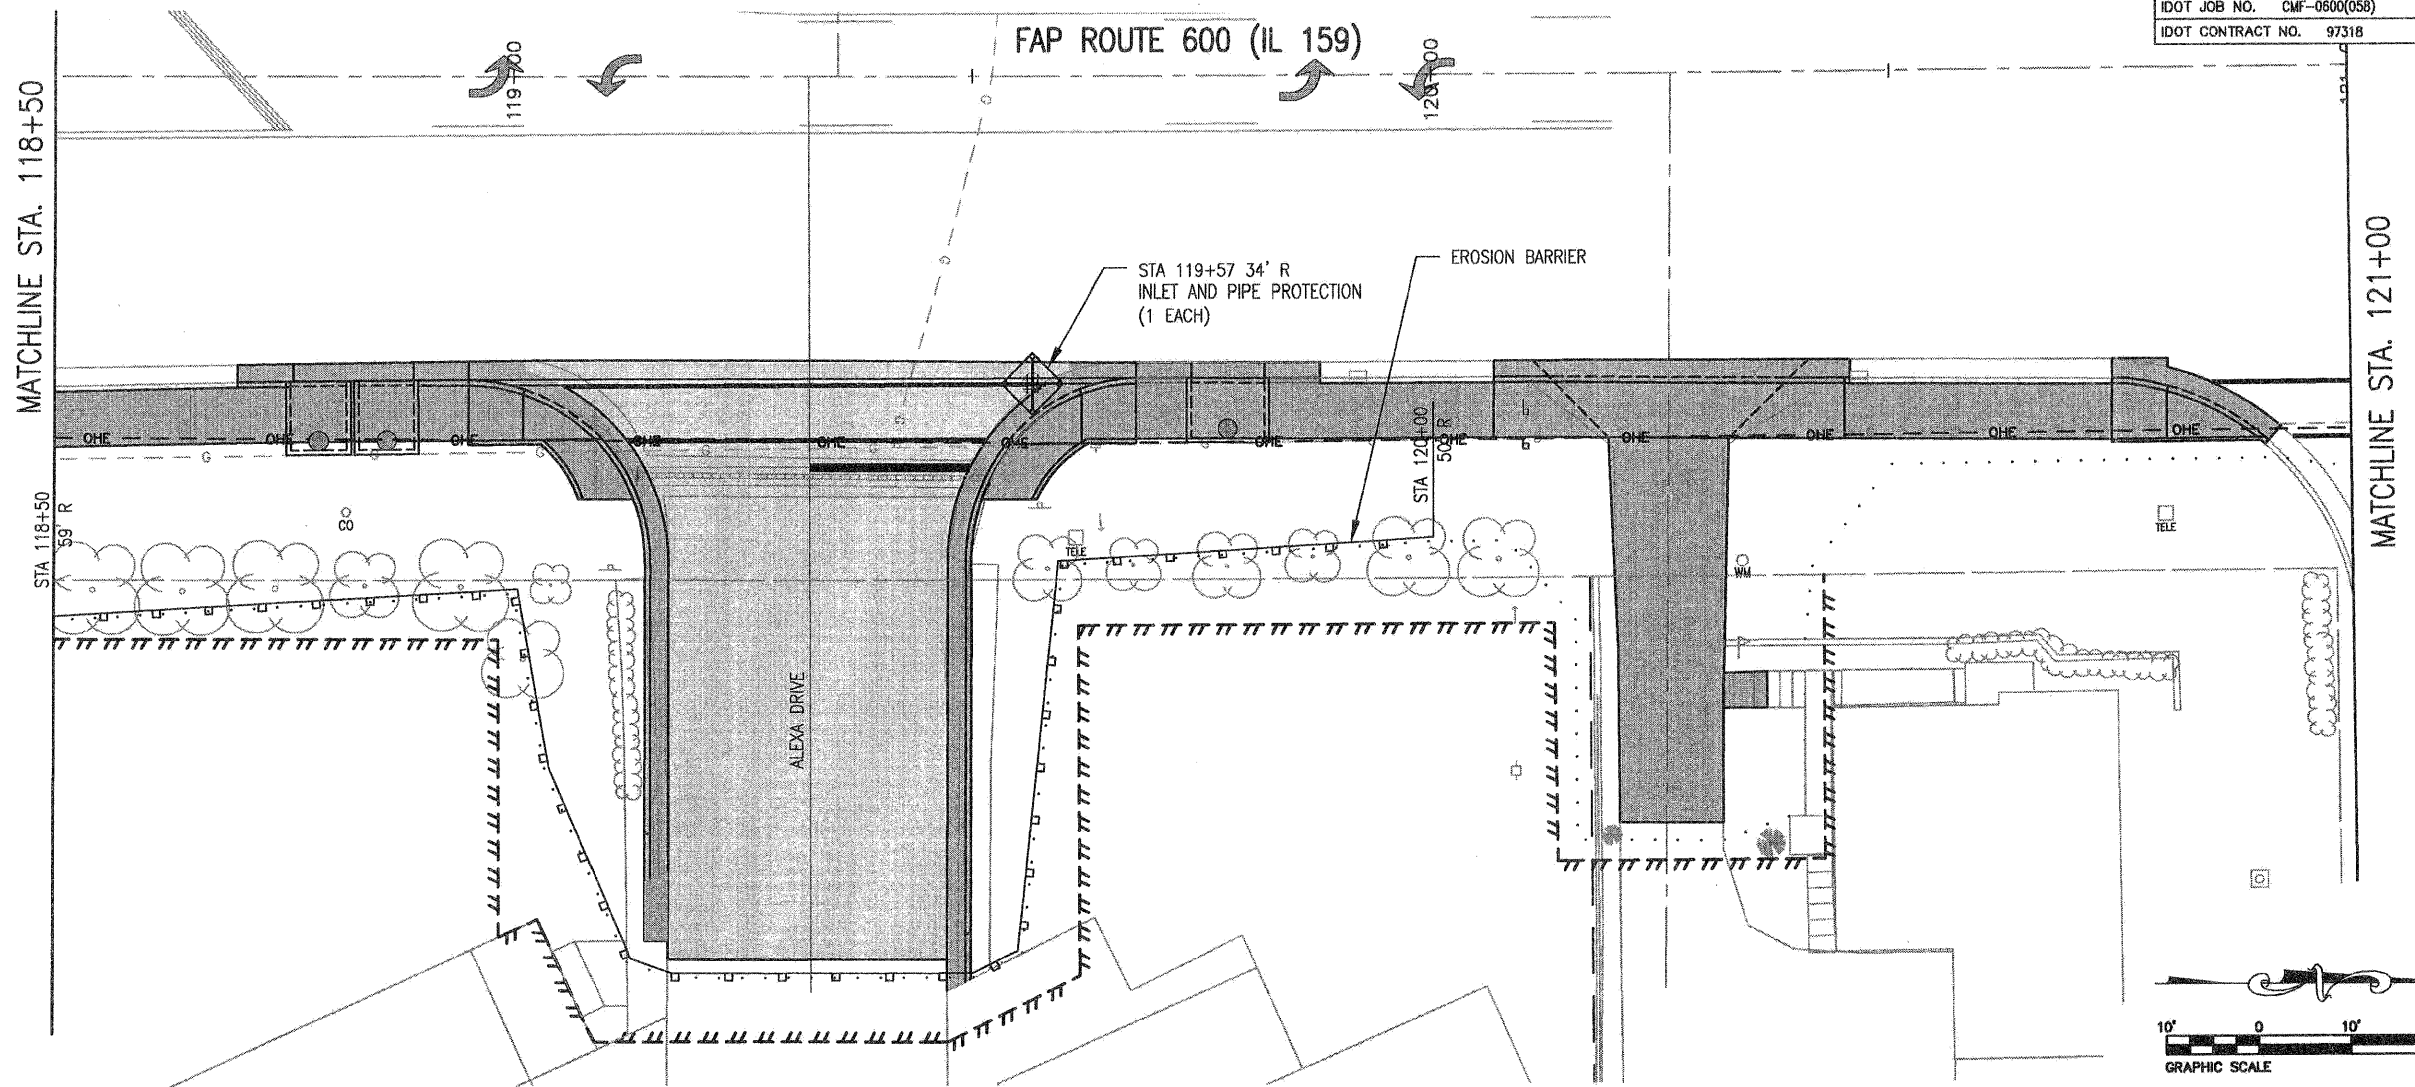 IDOT JOB NO. CMF-0600(058)
IDOT CONTRACT NO. 97318
FAP ROUTE 600 (IL 159)
119+00
120+00
MATCHLINE STA. 118+50
MATCHLINE STA. 121+00
G
G
STA 119+57 34' R
INLET AND PIPE PROTECTION
(1 EACH)
EROSION BARRIER
G
OHE
OHE
OHE
OHE
OHE
OHE
OHE
OHE
OHE
OHE
OHE
OHE
G
G
G
G
G
STA 120+00
50' R
STA 118+50
59' R
CO
TELE
TELE
WM
ALEXA DRIVE
10' 0 10'
GRAPHIC SCALE